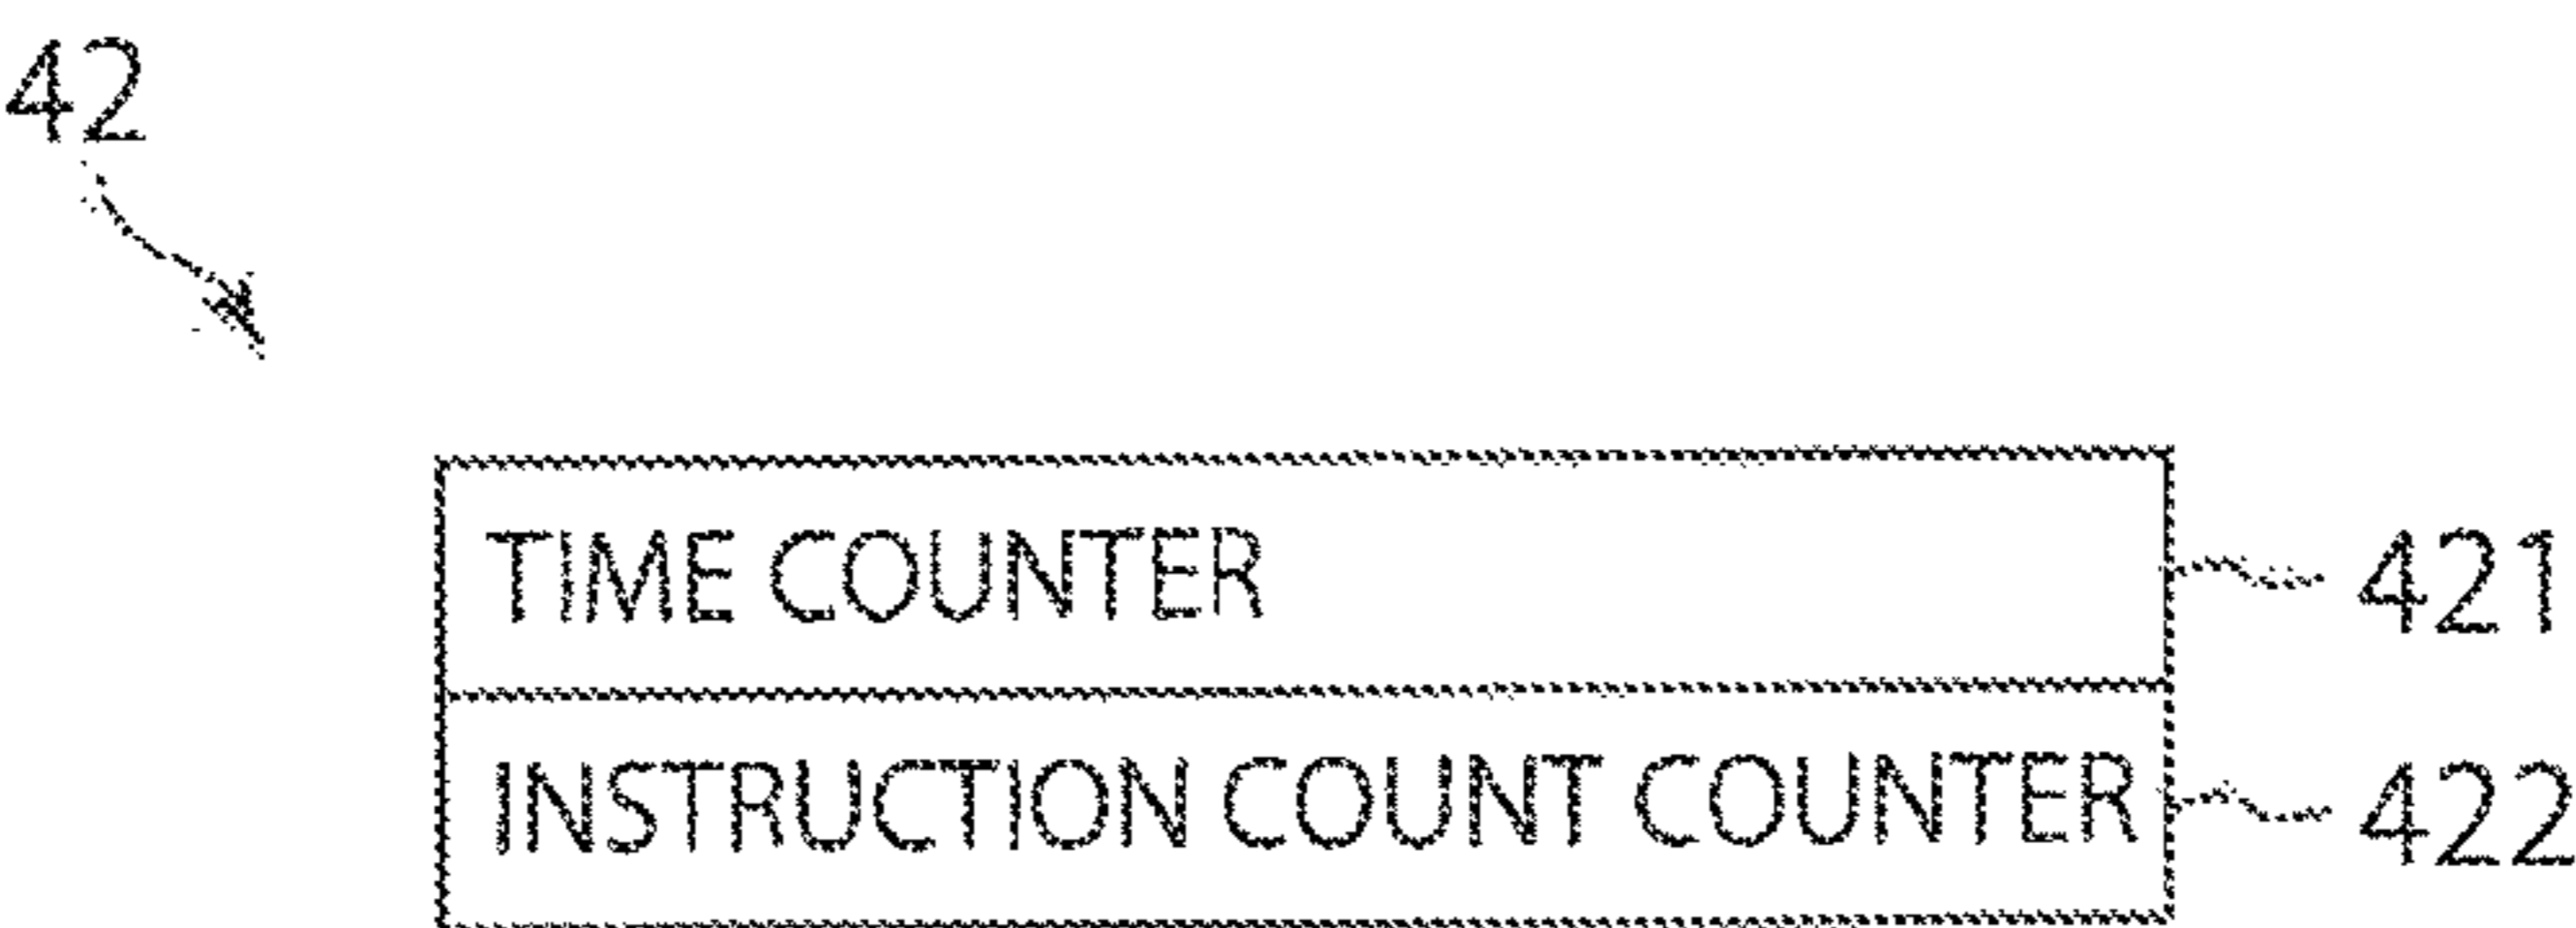 42
TIME COUNTER 421
INSTRUCTION COUNT COUNTER 422